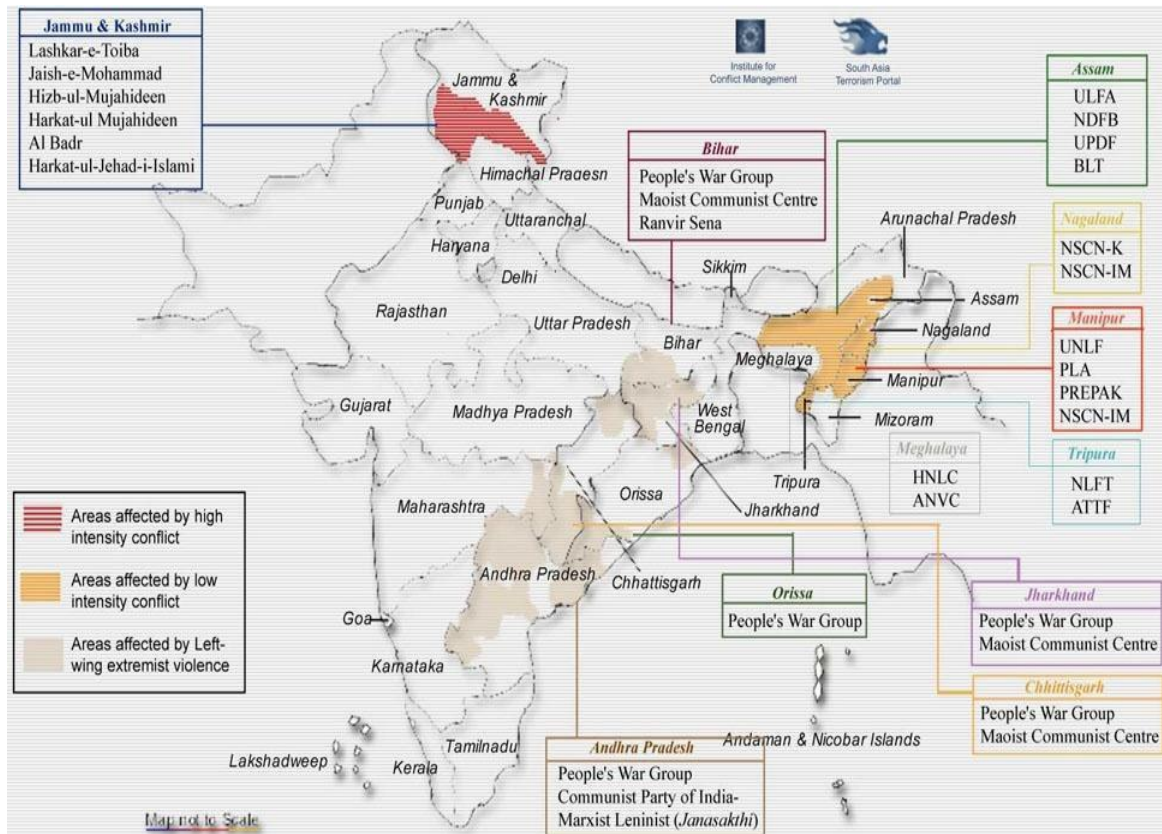 Jammu & Kashmir
Lashkar-e-Toiba
Jaish-e-Mohammad
Hizb-ul-Mujahideen
Harkat-ul Mujahideen
Al Badr
Harkat-ul-Jehad-i-Islami
Institute for
Conflict Management
South Asia
Terrorism Portal
Assam
ULFA
NDFB
UPDF
BLT
Bihar
People's War Group
Maoist Communist Centre
Ranvir Sena
Nagaland
NSCN-K
NSCN-IM
Manipur
UNLF
PLA
PREPAK
NSCN-IM
Meghalaya
HNLC
ANVC
Tripura
NLFT
ATTF
Jammu &
Kashmir
Himachal Pradesh
Punjab
Uttaranchal
Haryana
Delhi
Rajasthan
Uttar Pradesh
Sikkim
Arunachal Pradesh
Assam
Nagaland
Bihar
Meghalaya
Manipur
Mizoram
Gujarat
Madhya Pradesh
West
Bengal
Tripura
Jharkhand
Maharashtra
Orissa
Andhra Pradesh
Chhattisgarh
Goa
Karnataka
Tamilnadu
Kerala
Lakshadweep
Andaman & Nicobar Islands
Areas affected by high
intensity conflict
Areas affected by low
intensity conflict
Areas affected by Left-
wing extremist violence
Orissa
People's War Group
Jharkhand
People's War Group
Maoist Communist Centre
Chhittisgarh
People's War Group
Maoist Communist Centre
Andhra Pradesh
People's War Group
Communist Party of India-
Marxist Leninist (Janasakthi)
Map not to Scale